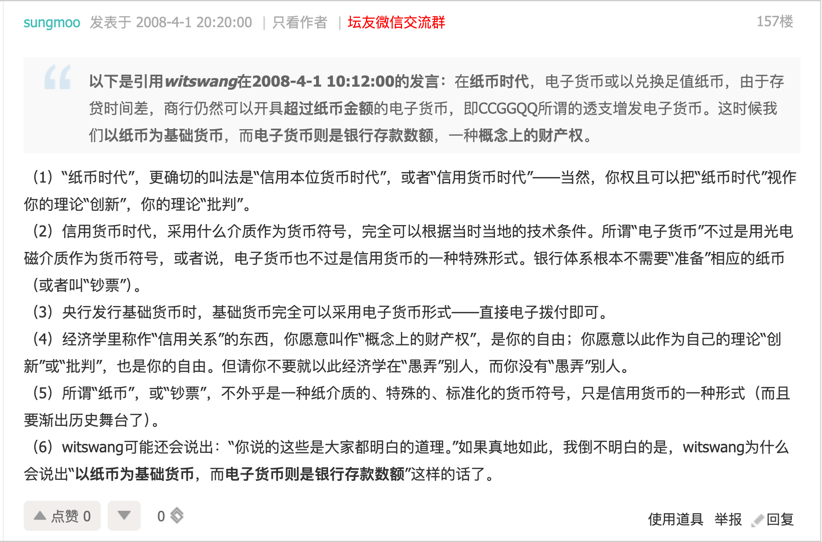 sungmoo 发表于 2008-4-1 20:20:00 | 只看作者 | 坛友微信交流群 157楼
以下是引用witswang在2008-4-1 10:12:00的发言：在纸币时代，电子货币或以兑换足值纸币，由于存
贷时间差，商行仍然可以开具超过纸币金额的电子货币，即CCGGQQ所谓的透支增发电子货币。这时候我
们以纸币为基础货币，而电子货币则是银行存款数额，一种概念上的财产权。
（1）“纸币时代”，更确切的叫法是“信用本位货币时代”，或者“信用货币时代”——当然，你权且可以把“纸币时代”视作
你的理论“创新”，你的理论“批判”。
（2）信用货币时代，采用什么介质作为货币符号，完全可以根据当时当地的技术条件。所谓“电子货币”不过是用光电
磁介质作为货币符号，或者说，电子货币也不过是信用货币的一种特殊形式。银行体系根本不需要“准备”相应的纸币
（或者叫“钞票”）。
（3）央行发行基础货币时，基础货币完全可以采用电子货币形式——直接电子拨付即可。
（4）经济学里称作“信用关系”的东西，你愿意叫作“概念上的财产权”，是你的自由；你愿意以此作为自己的理论“创
新”或“批判”，也是你的自由。但请你不要就以此经济学在“愚弄”别人，而你没有“愚弄”别人。
（5）所谓“纸币”，或“钞票”，不外乎是一种纸介质的、特殊的、标准化的货币符号，只是信用货币的一种形式（而且
要渐出历史舞台了）。
（6）witswang可能还会说出：“你说的这些是大家都明白的道理。”如果真地如此，我倒不明白的是，witswang为什么
会说出“以纸币为基础货币，而电子货币则是银行存款数额”这样的话了。
点赞 0 0 使用道具 举报 回复